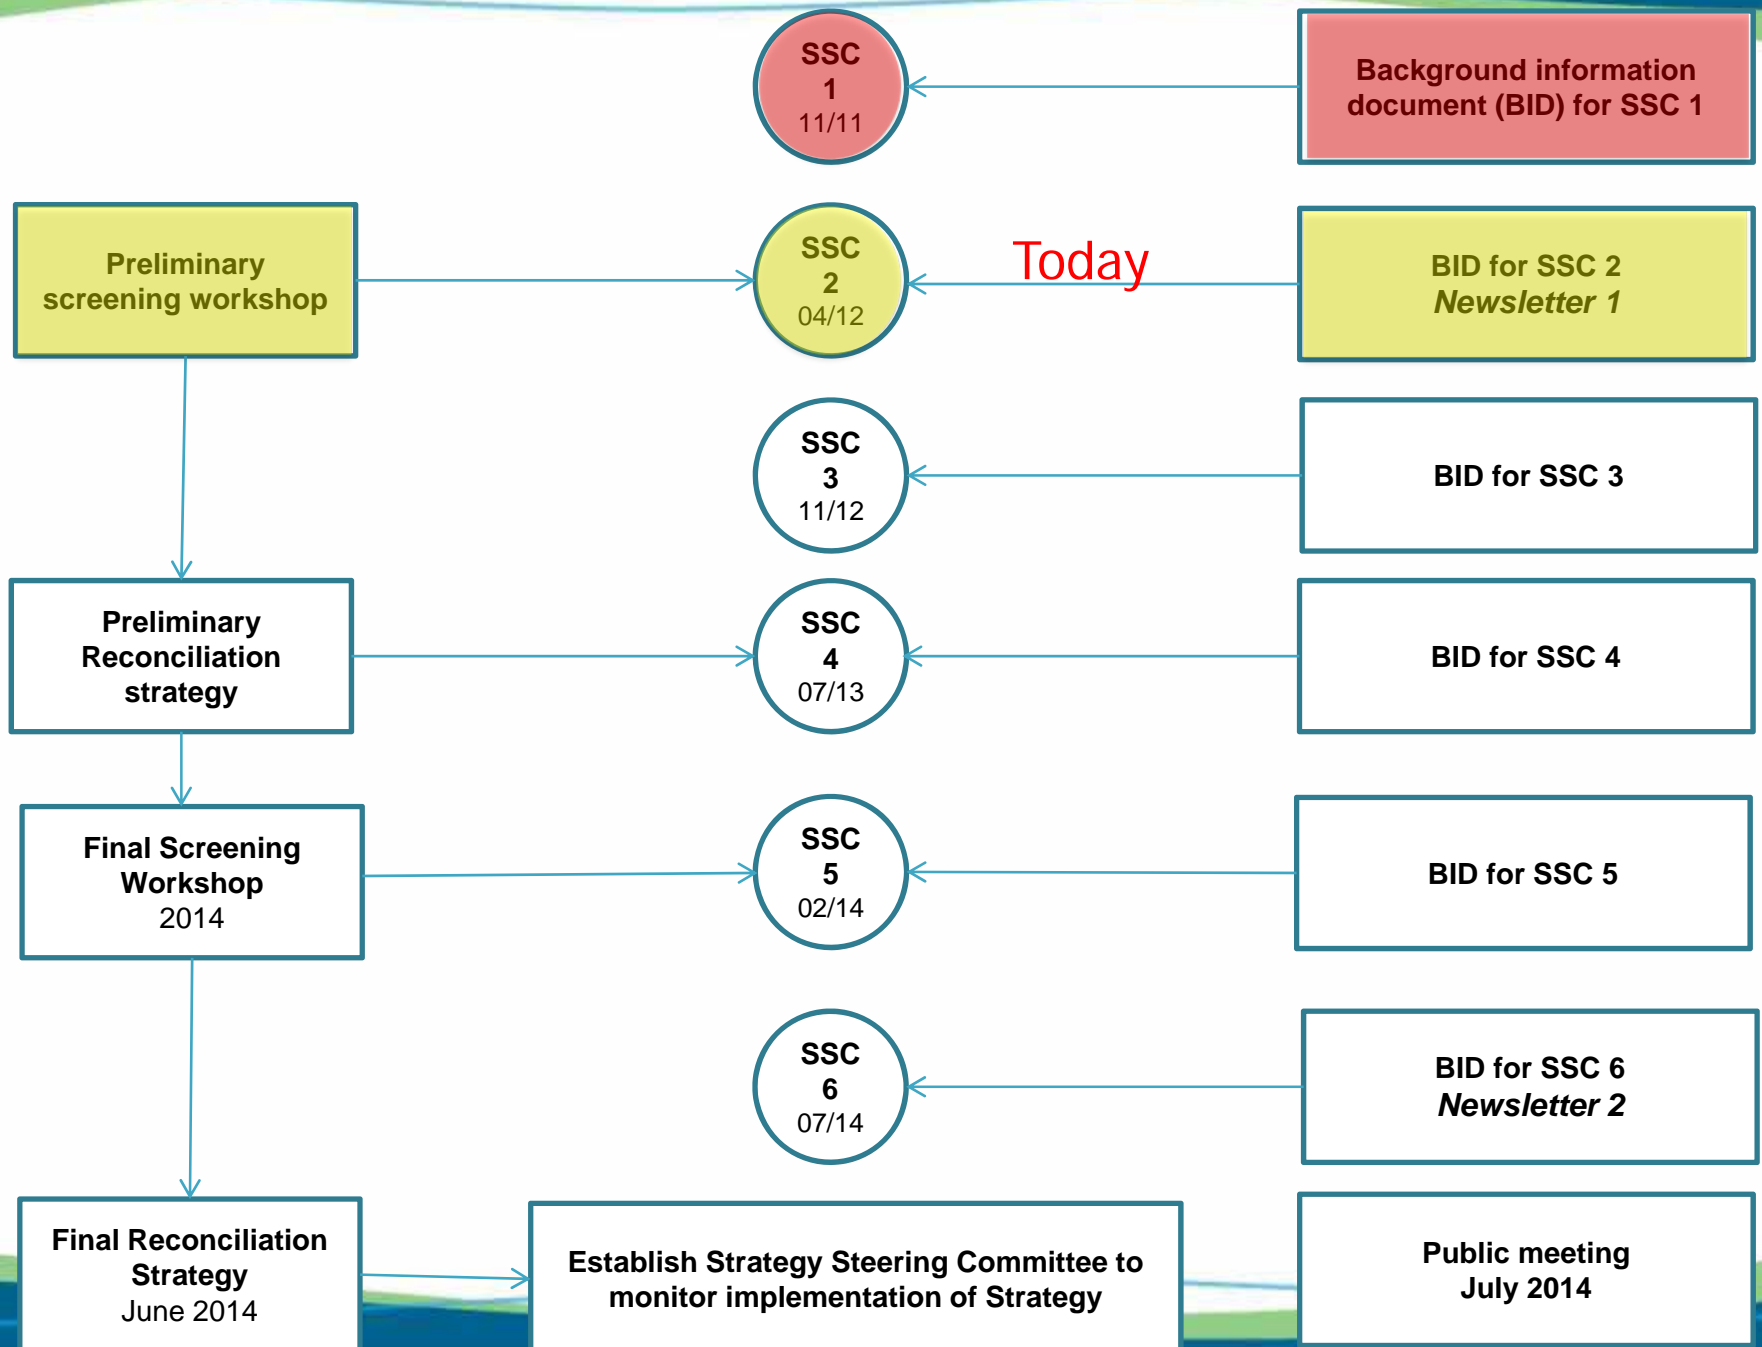 SSC
1
11/11
Background information
document (BID) for SSC 1
Preliminary
screening workshop
SSC
2
04/12
Today
BID for SSC 2
Newsletter 1
SSC
3
11/12
BID for SSC 3
Preliminary
Reconciliation
strategy
SSC
4
07/13
BID for SSC 4
Final Screening
Workshop
2014
SSC
5
02/14
BID for SSC 5
SSC
6
07/14
BID for SSC 6
Newsletter 2
Final Reconciliation
Strategy
June 2014
Establish Strategy Steering Committee to
monitor implementation of Strategy
Public meeting
July 2014